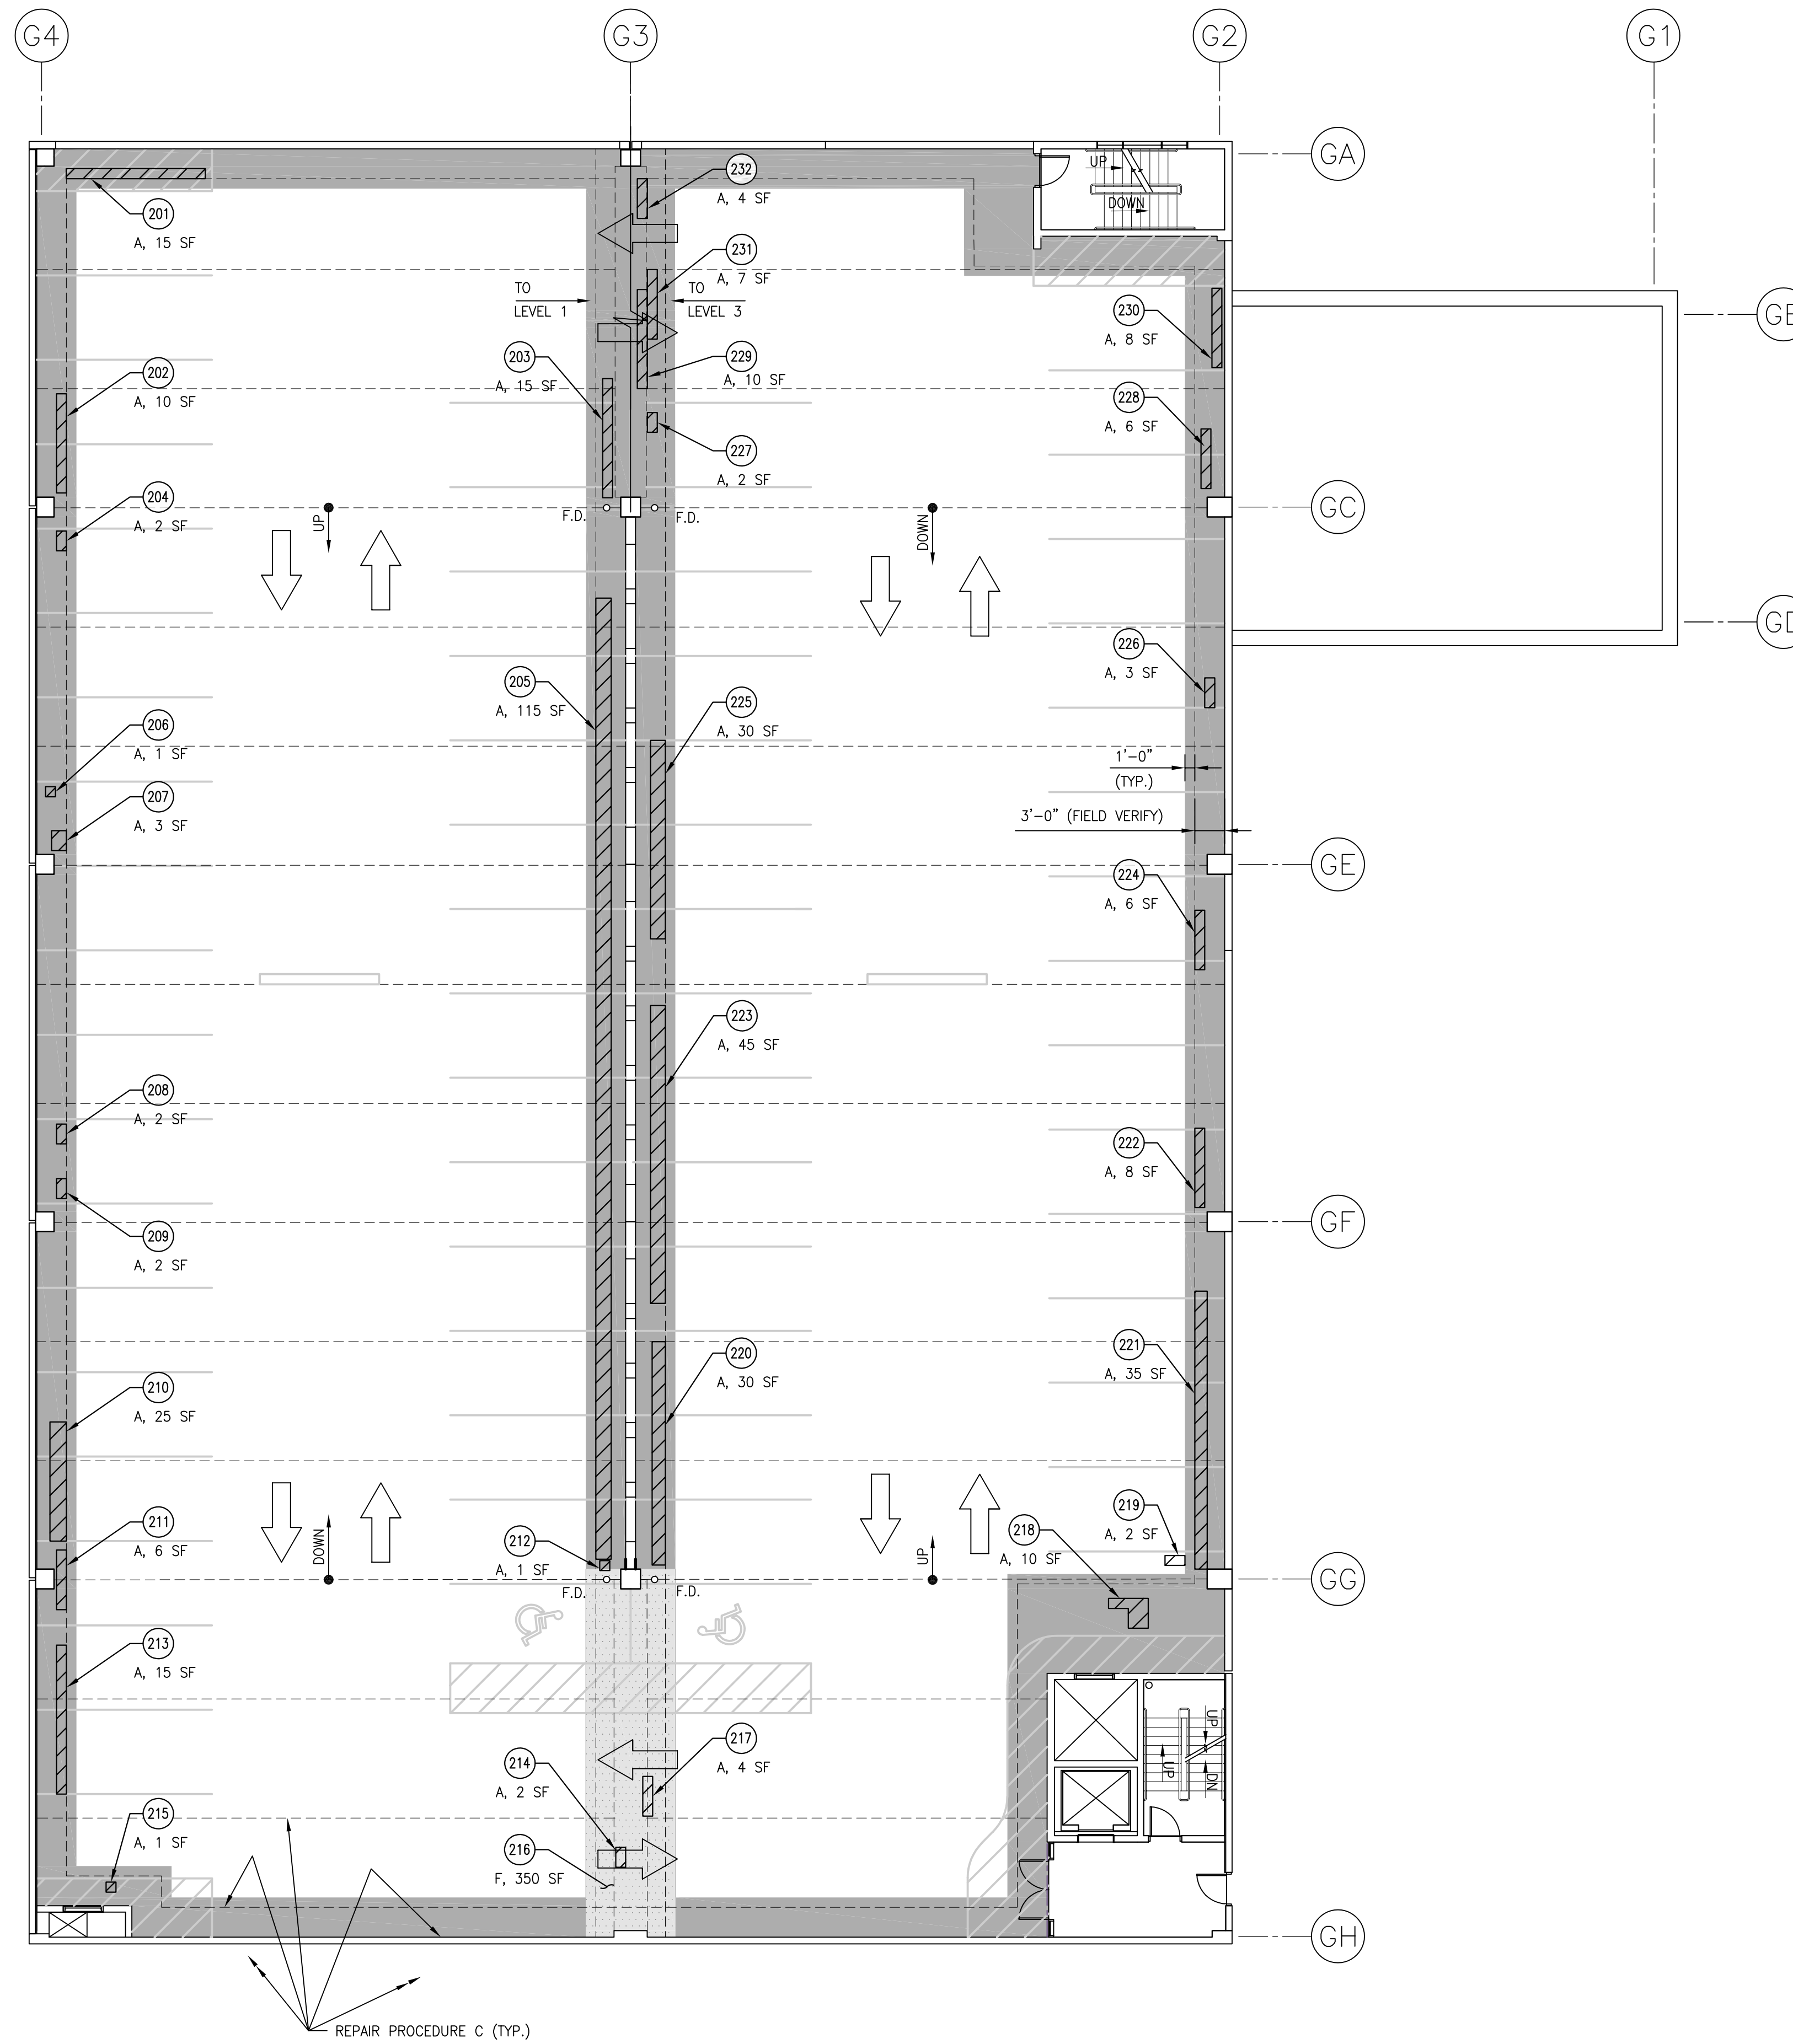 G4
G3
G2
G1
GA
UP
DOWN
232
A, 4 SF
201
A, 15 SF
231
A, 7 SF
TO
LEVEL 1
TO
LEVEL 3
230
A, 8 SF
203
A, 15 SF
229
A, 10 SF
202
A, 10 SF
228
A, 6 SF
227
A, 2 SF
204
A, 2 SF
UP
F.D.
F.D.
DOWN
GC
226
A, 3 SF
205
A, 115 SF
225
A, 30 SF
206
A, 1 SF
1'-0"
(TYP.)
207
A, 3 SF
3'-0" (FIELD VERIFY)
GE
224
A, 6 SF
223
A, 45 SF
208
A, 2 SF
222
A, 8 SF
209
A, 2 SF
GF
221
A, 35 SF
220
A, 30 SF
210
A, 25 SF
219
A, 2 SF
211
A, 6 SF
218
A, 10 SF
212
A, 1 SF
DOWN
UP
F.D.
F.D.
GG
213
A, 15 SF
UP
UP
DN
217
A, 4 SF
214
A, 2 SF
215
A, 1 SF
216
F, 350 SF
GH
REPAIR PROCEDURE C (TYP.)